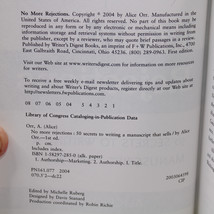 No More Rejections. Copyright © 2004 by Alice Orr. Manufactured in the
United States of America. All rights reserved. No part of this book may be
reproduced in any form or by any electronic or mechanical means including
information storage and retrieval systems without permission in writing from
the publisher, except by a reviewer, who may quote brief passages in a review.
Published by Writer's Digest Books, an imprint of F+W Publications, Inc., 4700
East Galbraith Road, Cincinnati, Ohio 45236. (800) 289-0963. First edition.
Visit our Web site at www.writersdigest.com for information on more resources
for writers.
To receive a free weekly e-mail newsletter delivering tips and updates about
writing and about Writer's Digest products, register directly at our Web site
at http://newsletters.fwpublications.com.
08 07 06 05 04 5 4 3 2 1
Library of Congress Cataloging-in-Publication Data
Orr, A. (Alice)
No more rejections : 50 secrets to writing a manuscript that sells / by Alice
Orr.—1st ed.
p. cm.
Includes index.
ISBN: 1-58297-285-0 (alk. paper)
1. Authorship—Marketing. 2. Authorship. I. Title.
PN161.O77 2004
070.5'2—dc22
CIP
Edited by Michelle Ruberg
Designed by Davis Stanard
Production coordinated by Robin Richie